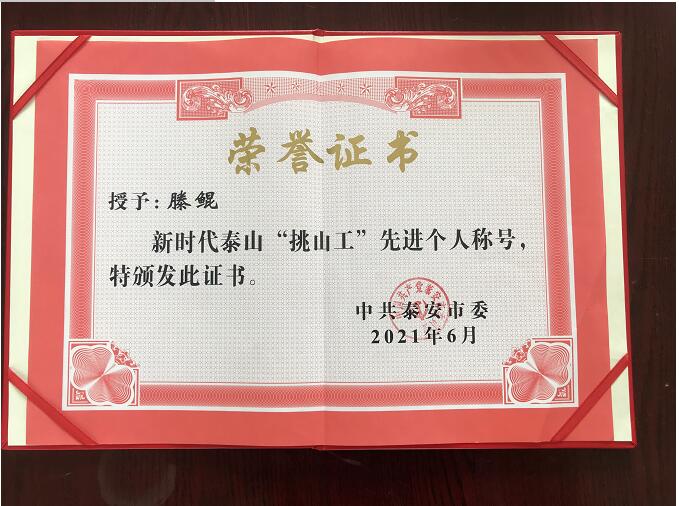 荣誉证书
授予：滕鲲
新时代泰山“挑山工”先进个人称号，
特颁发此证书。
中共泰安市委
2021年6月